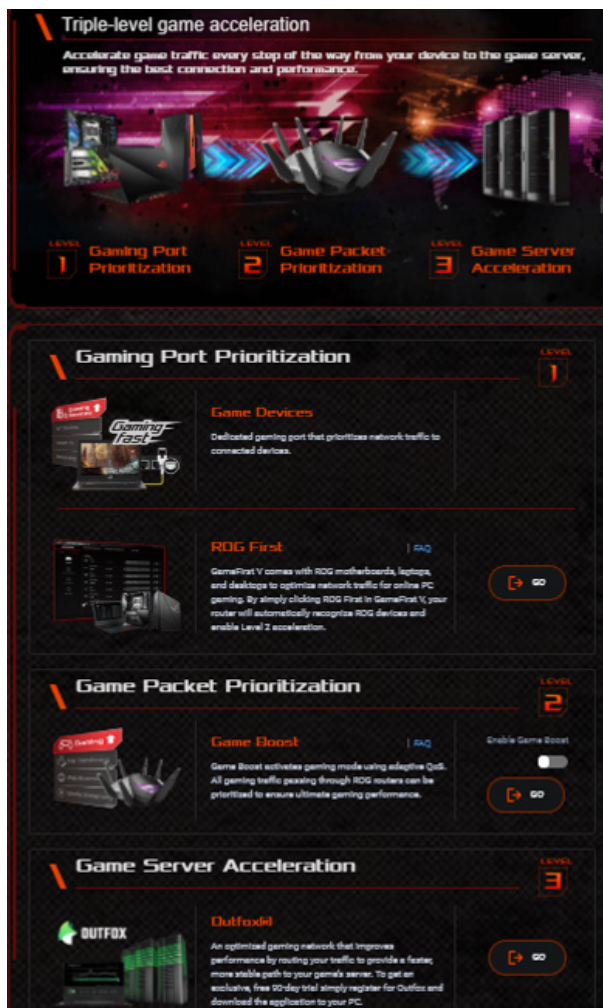 Triple-level game acceleration
Accelerate game traffic every step of the way from your device to the game server,
ensuring the best connection and performance.
LEVEL
1
Gaming Port
Prioritization
LEVEL
2
Game Packet
Prioritization
LEVEL
3
Game Server
Acceleration
Gaming Port Prioritization
LEVEL
1
Gaming
Gaming
fast
Game Devices
Dedicated gaming port that prioritizes network traffic to
connected devices.
ROG First
| FAQ
GameFirst V comes with ROG motherboards, laptops,
and desktops to optimize network traffic for online PC
gaming. By simply clicking ROG First in GameFirst V, your
router will automatically recognize ROG devices and
enable Level 2 acceleration.
GO
Game Packet Prioritization
LEVEL
2
Gaming
Game Boost
| FAQ
Game Boost activates gaming mode using adaptive QoS.
All gaming traffic passing through ROG routers can be
prioritized to ensure ultimate gaming performance.
Enable Game Boost
GO
Game Server Acceleration
LEVEL
3
OUTFOX
Outfox
An optimized gaming network that improves
performance by routing your traffic to provide a faster,
more stable path to your game's server. To get an
exclusive, free 90-day trial simply register for Outfox and
download the application to your PC.
GO